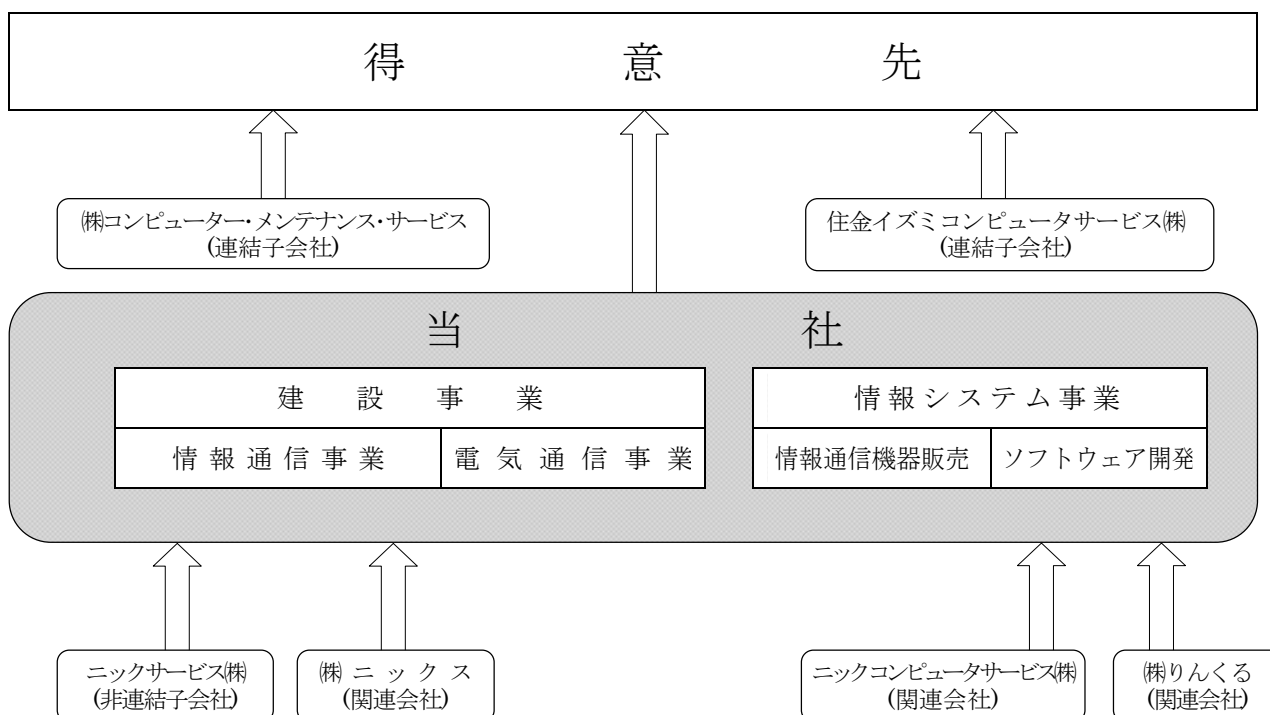 得意先
㈱コンピューター・メンテナンス・サービス
(連結子会社)
住金イズミコンピュータサービス㈱
(連結子会社)
当社
建設事業
情報システム事業
情報通信事業
電気通信事業
情報通信機器販売
ソフトウェア開発
ニックサービス㈱
(非連結子会社)
㈱ニックス
(関連会社)
ニックコンピュータサービス㈱
(関連会社)
㈱りんくる
(関連会社)